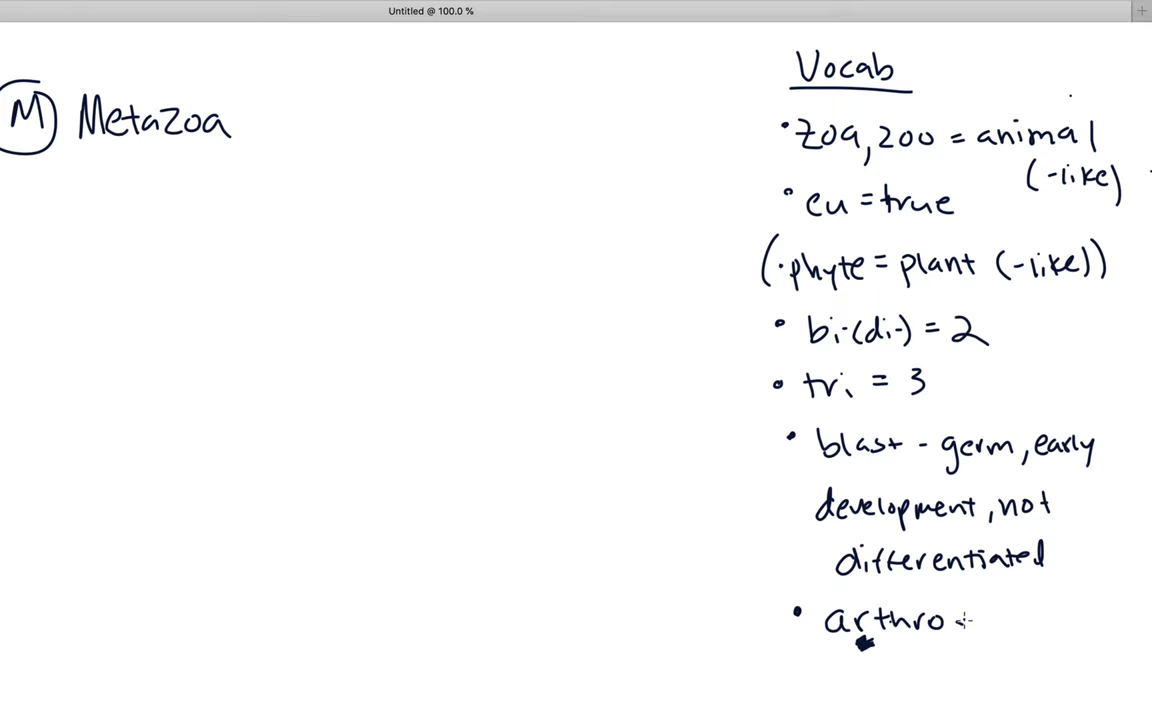 Untitled @ 100.0 %
Vocab
M Metazoa
• zoa, zoo = animal
(-like)
• eu = true
(• phyte = plant (-like))
• bi-(di-) = 2
• tri = 3
• blast - germ, early
development, not
differentiated
• arthro